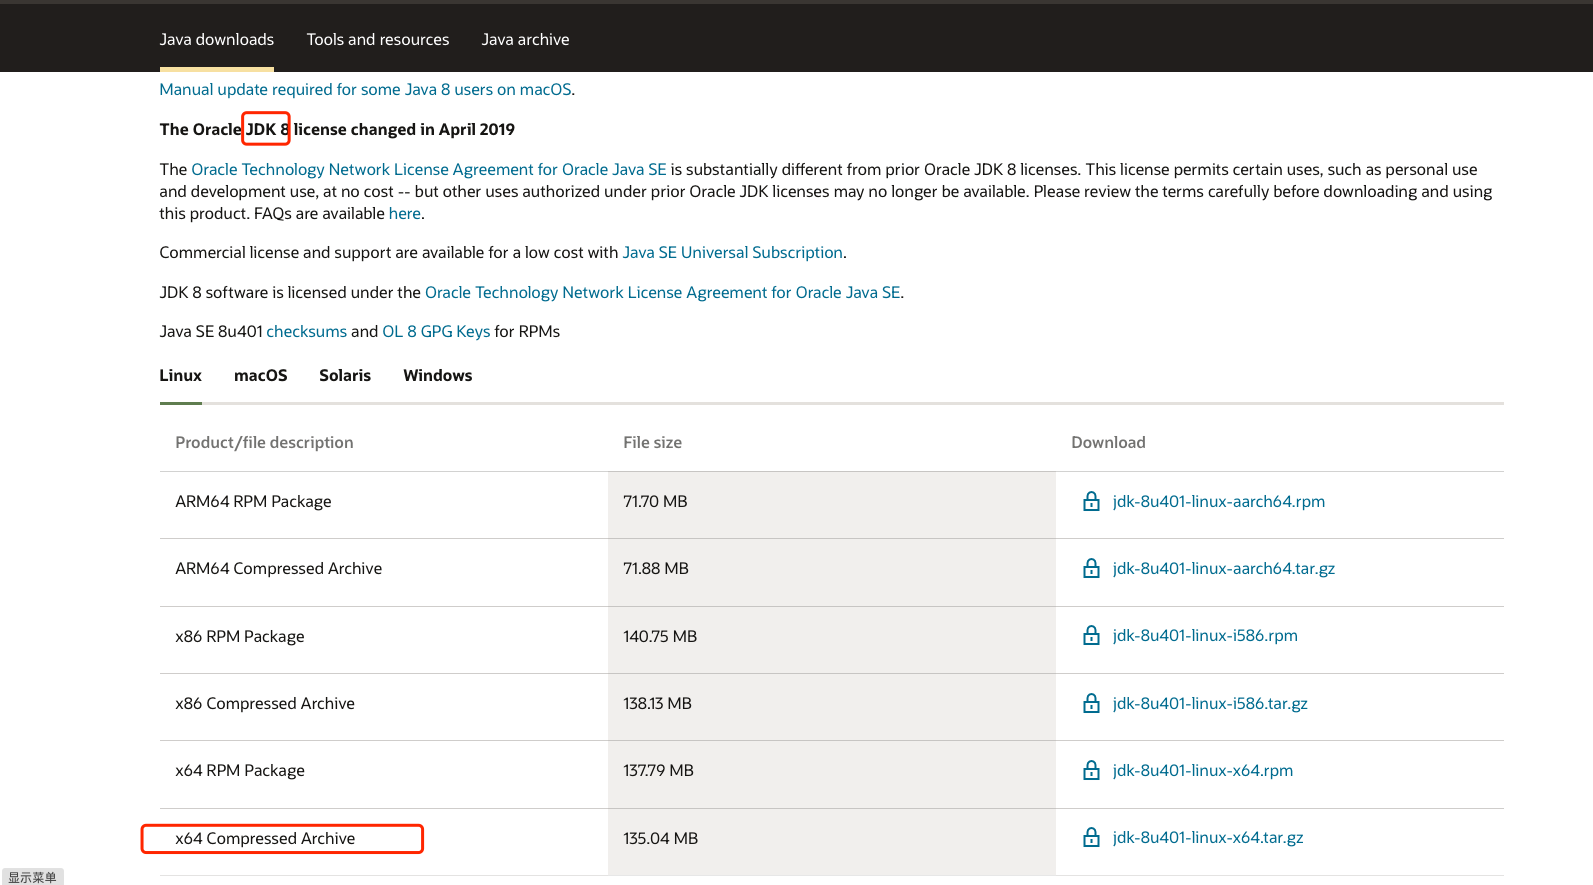 Java downloads Tools and resources Java archive
Manual update required for some Java 8 users on macOS.
The Oracle JDK 8 license changed in April 2019
The Oracle Technology Network License Agreement for Oracle Java SE is substantially different from prior Oracle JDK 8 licenses. This license permits certain uses, such as personal use
and development use, at no cost -- but other uses authorized under prior Oracle JDK licenses may no longer be available. Please review the terms carefully before downloading and using
this product. FAQs are available here.
Commercial license and support are available for a low cost with Java SE Universal Subscription.
JDK 8 software is licensed under the Oracle Technology Network License Agreement for Oracle Java SE.
Java SE 8u401 checksums and OL 8 GPG Keys for RPMs
Linux macOS Solaris Windows
Product/file description File size Download
ARM64 RPM Package 71.70 MB jdk-8u401-linux-aarch64.rpm
ARM64 Compressed Archive 71.88 MB jdk-8u401-linux-aarch64.tar.gz
x86 RPM Package 140.75 MB jdk-8u401-linux-i586.rpm
x86 Compressed Archive 138.13 MB jdk-8u401-linux-i586.tar.gz
x64 RPM Package 137.79 MB jdk-8u401-linux-x64.rpm
x64 Compressed Archive 135.04 MB jdk-8u401-linux-x64.tar.gz
显示菜单